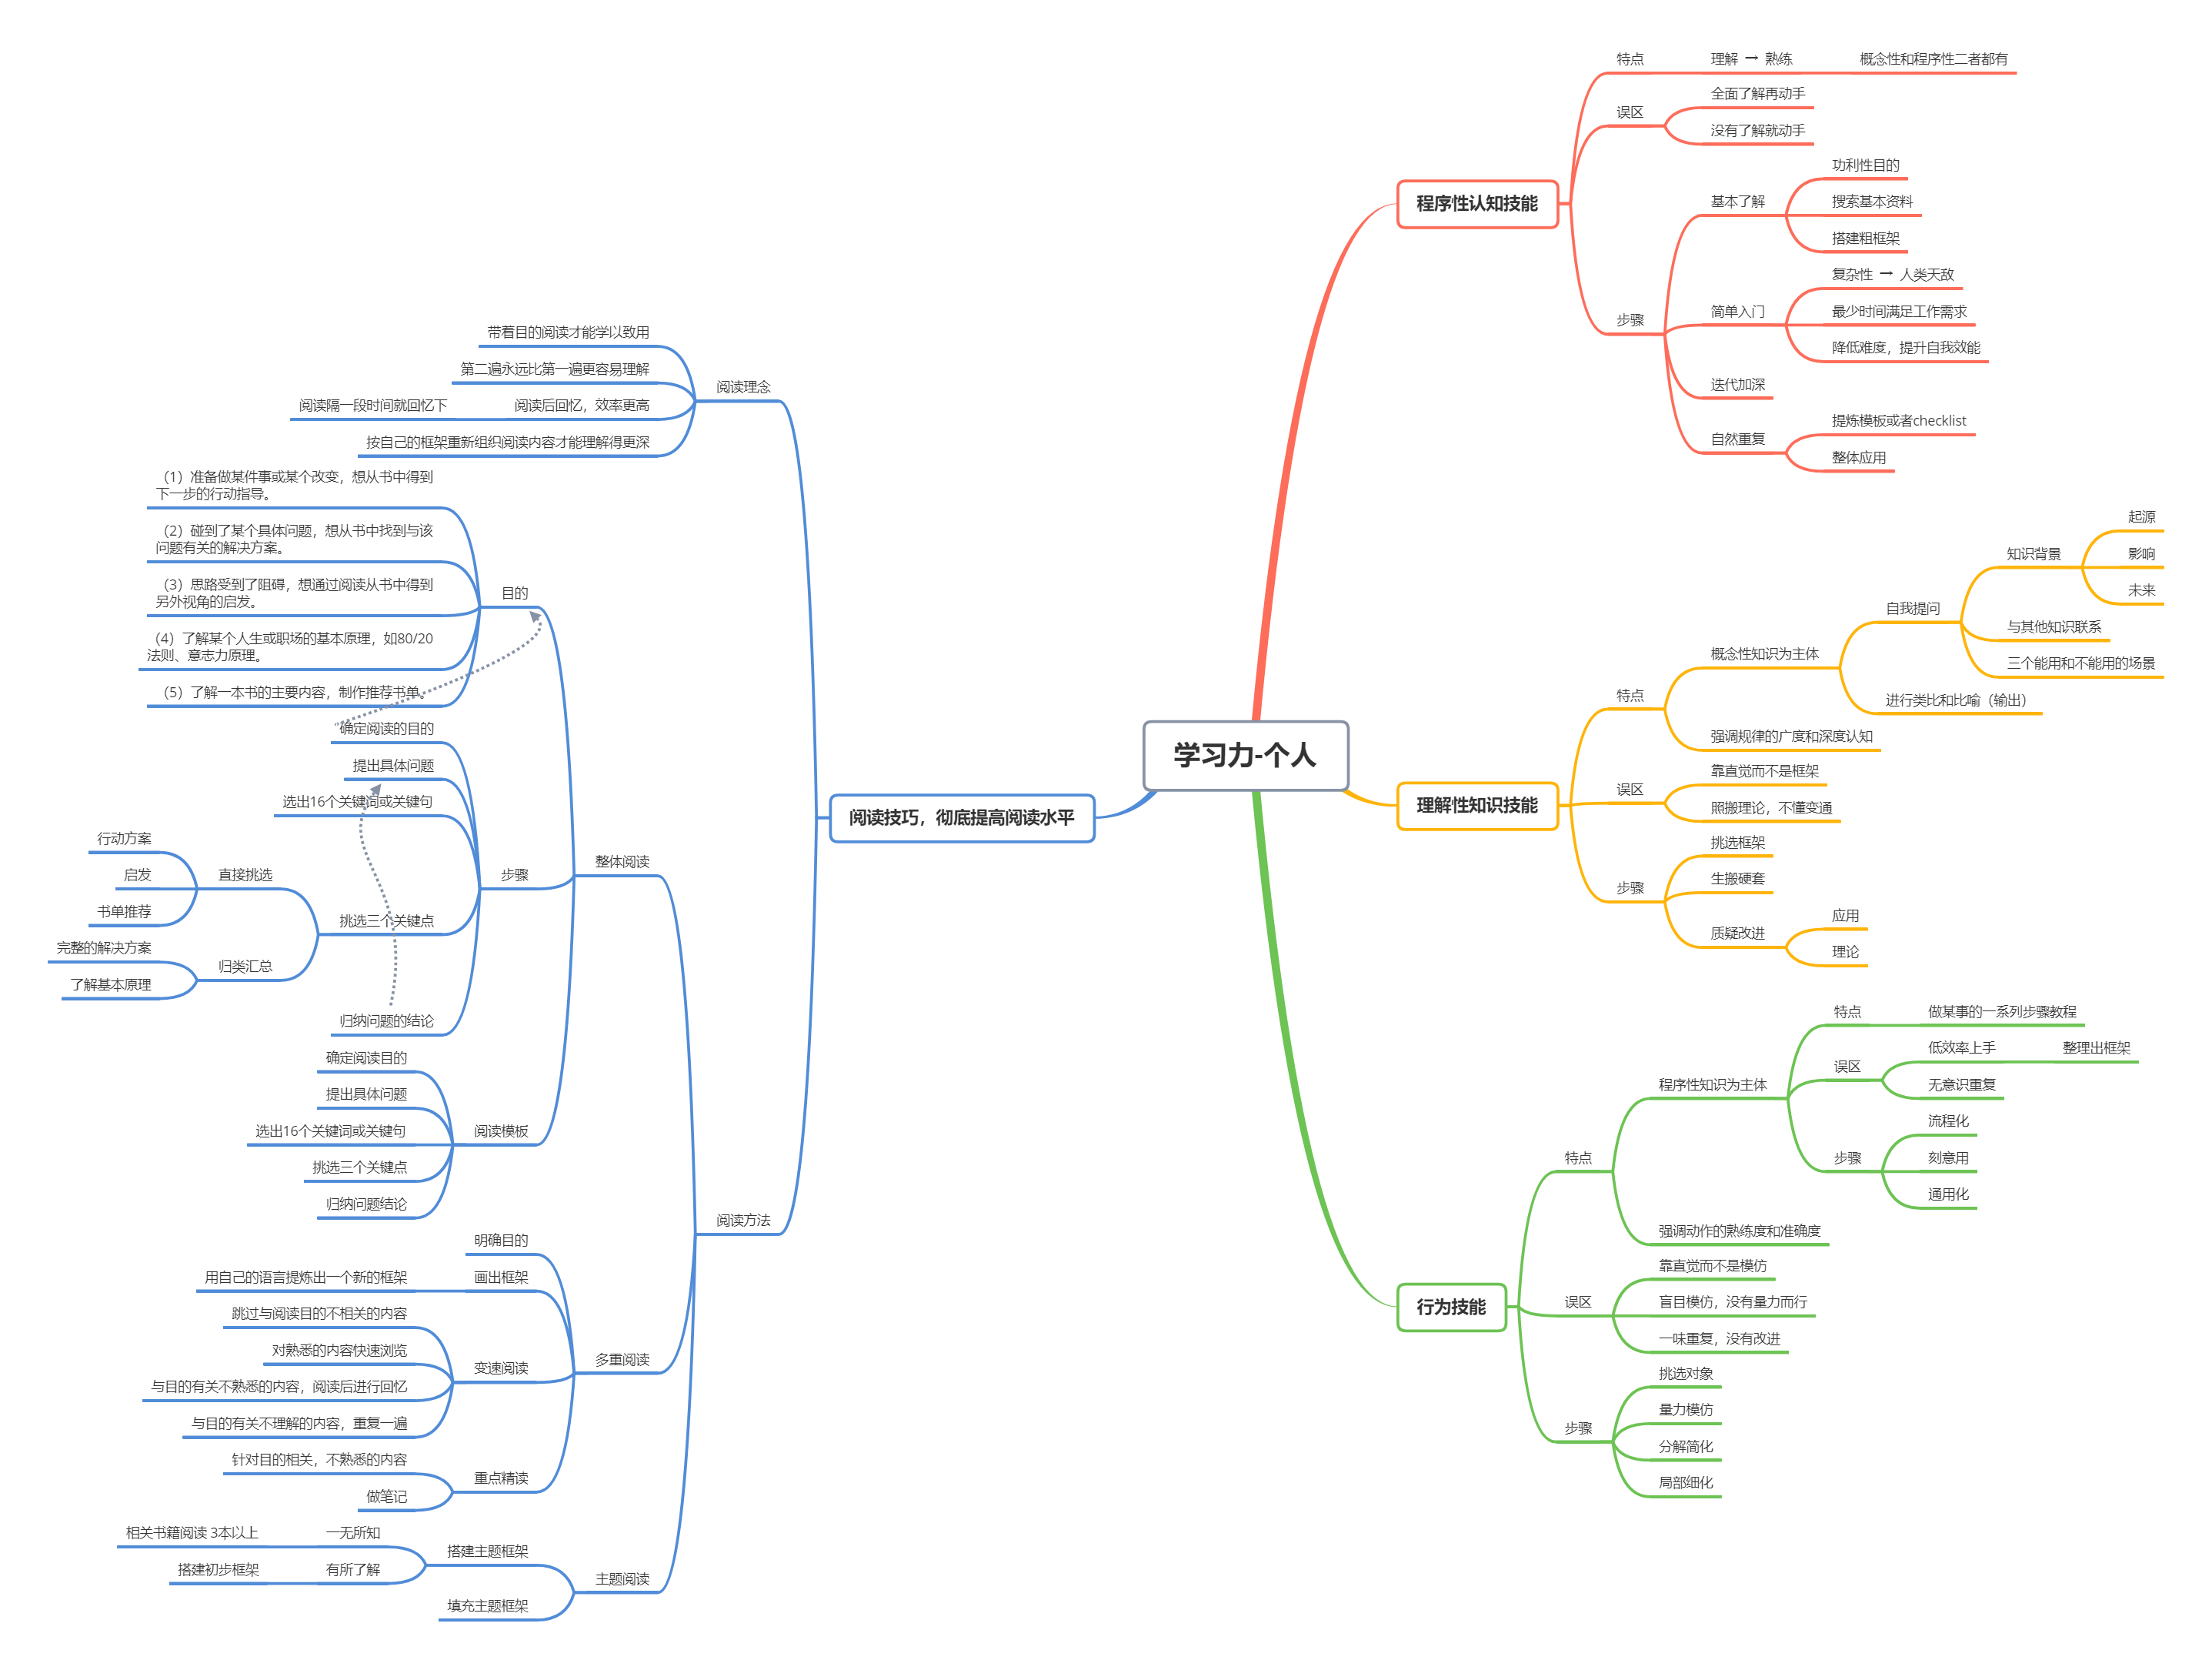 学习力-个人
程序性认知技能
特点
理解 → 熟练
概念性和程序性二者都有
误区
全面了解再动手
没有了解就动手
步骤
基本了解
功利性目的
搜索基本资料
搭建粗框架
简单入门
复杂性 → 人类天敌
最少时间满足工作需求
降低难度，提升自我效能
迭代加深
自然重复
提炼模板或者checklist
整体应用
理解性知识技能
特点
概念性知识为主体
自我提问
知识背景
起源
影响
未来
与其他知识联系
三个能用和不能用的场景
进行类比和比喻（输出）
强调规律的广度和深度认知
误区
靠直觉而不是框架
照搬理论，不懂变通
步骤
挑选框架
生搬硬套
质疑改进
应用
理论
行为技能
特点
程序性知识为主体
特点
做某事的一系列步骤教程
误区
低效率上手
整理出框架
无意识重复
步骤
流程化
刻意用
通用化
强调动作的熟练度和准确度
误区
靠直觉而不是模仿
盲目模仿，没有量力而行
一味重复，没有改进
步骤
挑选对象
量力模仿
分解简化
局部细化
阅读技巧，彻底提高阅读水平
阅读理念
带着目的阅读才能学以致用
第二遍永远比第一遍更容易理解
阅读后回忆，效率更高
阅读隔一段时间就回忆下
按自己的框架重新组织阅读内容才能理解得更深
阅读方法
整体阅读
目的
（1）准备做某件事或某个改变，想从书中得到
下一步的行动指导。
（2）碰到了某个具体问题，想从书中找到与该
问题有关的解决方案。
（3）思路受到了阻碍，想通过阅读从书中得到
另外视角的启发。
（4）了解某个人生或职场的基本原理，如80/20
法则、意志力原理。
（5）了解一本书的主要内容，制作推荐书单。
步骤
确定阅读的目的
提出具体问题
选出16个关键词或关键句
挑选三个关键点
直接挑选
行动方案
启发
书单推荐
归类汇总
完整的解决方案
了解基本原理
归纳问题的结论
阅读模板
确定阅读目的
提出具体问题
选出16个关键词或关键句
挑选三个关键点
归纳问题结论
多重阅读
明确目的
画出框架
用自己的语言提炼出一个新的框架
变速阅读
跳过与阅读目的不相关的内容
对熟悉的内容快速浏览
与目的有关不熟悉的内容，阅读后进行回忆
与目的有关不理解的内容，重复一遍
重点精读
针对目的相关，不熟悉的内容
做笔记
主题阅读
搭建主题框架
一无所知
相关书籍阅读 3本以上
有所了解
搭建初步框架
填充主题框架